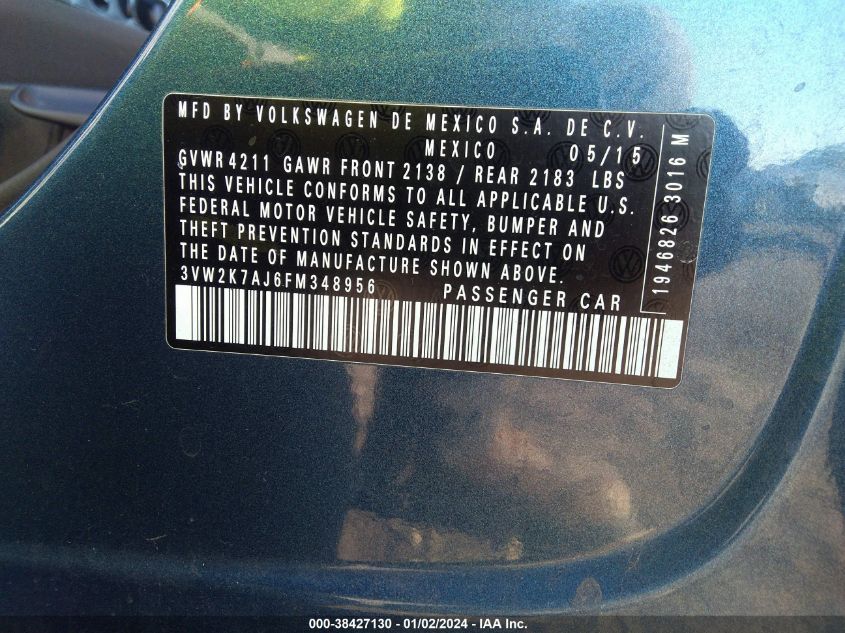 MFD BY VOLKSWAGEN DE MEXICO S.A. DE C.V.
MEXICO 05/15
GVWR 4211 GAWR FRONT 2138 / REAR 2183 LBS
THIS VEHICLE CONFORMS TO ALL APPLICABLE U.S.
FEDERAL MOTOR VEHICLE SAFETY, BUMPER AND
THEFT PREVENTION STANDARDS IN EFFECT ON
THE DATE OF MANUFACTURE SHOWN ABOVE.
3VW2K7AJ6FM348956 PASSENGER CAR
1946826 3016 M
000-38427130 - 01/02/2024 - IAA Inc.